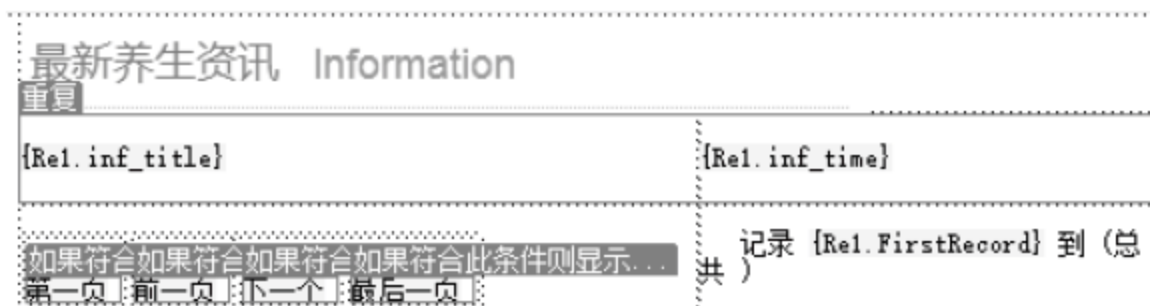 最新养生资讯 Information
重复
{Re1.inf_title} {Re1.inf_time}
如果符合如果符合如果符合如果符合此条件则显示...
第一页 前一页 下一个 最后一页
记录 {Re1.FirstRecord} 到 (总
共 )